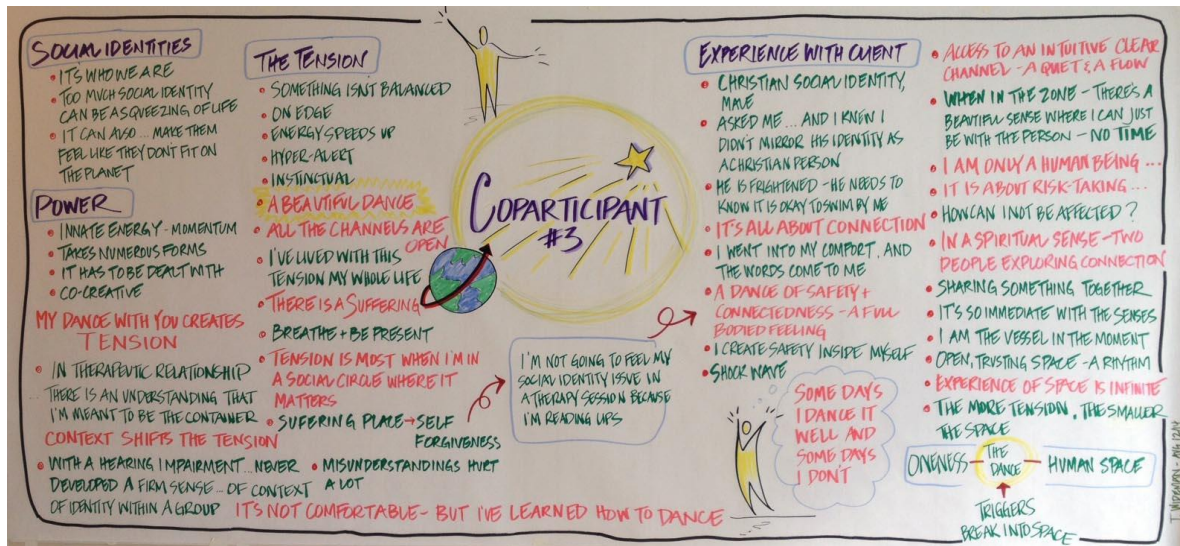 SOCIAL IDENTITIES
• IT'S WHO WE ARE
• TOO MUCH SOCIAL IDENTITY
CAN BE A SQUEEZING OF LIFE
• IT CAN ALSO... MAKE THEM
FEEL LIKE THEY DON'T FIT ON
THE PLANET
POWER
• INNATE ENERGY - MOMENTUM
• TAKES NUMEROUS FORMS
• IT HAS TO BE DEALT WITH
• CO-CREATIVE
MY DANCE WITH YOU CREATES
TENSION
• IN THERAPEUTIC RELATIONSHIP
THERE IS AN UNDERSTANDING THAT
I'M MEANT TO BE THE CONTAINER
CONTEXT SHIFTS THE TENSION
• WITH A HEARING IMPAIRMENT... NEVER
DEVELOPED A FIRM SENSE... OF CONTEXT
OF IDENTITY WITHIN A GROUP
THE TENSION
• SOMETHING ISN'T BALANCED
• ON EDGE
• ENERGY SPEEDS UP
• HYPER-ALERT
• INSTINCTUAL
• A BEAUTIFUL DANCE
• ALL THE CHANNELS ARE
OPEN
• I'VE LIVED WITH THIS
TENSION MY WHOLE LIFE
• THERE IS A SUFFERING
• BREATHE + BE PRESENT
• TENSION IS MOST WHEN I'M IN
A SOCIAL CIRCLE WHERE IT
MATTERS
• SUFFERING PLACE → SELF
FORGIVENESS
• MISUNDERSTANDINGS HURT
A LOT
IT'S NOT COMFORTABLE - BUT I'VE LEARNED HOW TO DANCE
COPARTICIPANT
#3
I'M NOT GOING TO FEEL MY
SOCIAL IDENTITY ISSUE IN
A THERAPY SESSION BECAUSE
I'M READING LIPS
EXPERIENCE WITH CLIENT
• CHRISTIAN SOCIAL IDENTITY,
MALE
• ASKED ME... AND I KNEW I
DIDN'T MIRROR HIS IDENTITY AS
A CHRISTIAN PERSON
• HE IS FRIGHTENED - HE NEEDS TO
KNOW IT IS OKAY TO SWIM BY ME
• IT'S ALL ABOUT CONNECTION
• I WENT INTO MY COMFORT, AND
THE WORDS COME TO ME
• A DANCE OF SAFETY +
CONNECTEDNESS - A FULL
BODIED FEELING
• I CREATE SAFETY INSIDE MYSELF
• SHOCK WAVE
SOME DAYS
I DANCE IT
WELL AND
SOME DAYS
I DON'T
• ACCESS TO AN INTUITIVE CLEAR
CHANNEL - A QUIET & A FLOW
• WHEN IN THE ZONE - THERE'S A
BEAUTIFUL SENSE WHERE I CAN JUST
BE WITH THE PERSON - NO TIME
• I AM ONLY A HUMAN BEING...
• IT IS ABOUT RISK-TAKING...
• HOW CAN I NOT BE AFFECTED?
• IN A SPIRITUAL SENSE - TWO
PEOPLE EXPLORING CONNECTION
• SHARING SOMETHING TOGETHER
• IT'S SO IMMEDIATE WITH THE SENSES
• I AM THE VESSEL IN THE MOMENT
• OPEN, TRUSTING SPACE - A RHYTHM
• EXPERIENCE OF SPACE IS INFINITE
• THE MORE TENSION, THE SMALLER
THE SPACE
ONENESS - THE DANCE - HUMAN SPACE
TRIGGERS
BREAK INTO SPACE